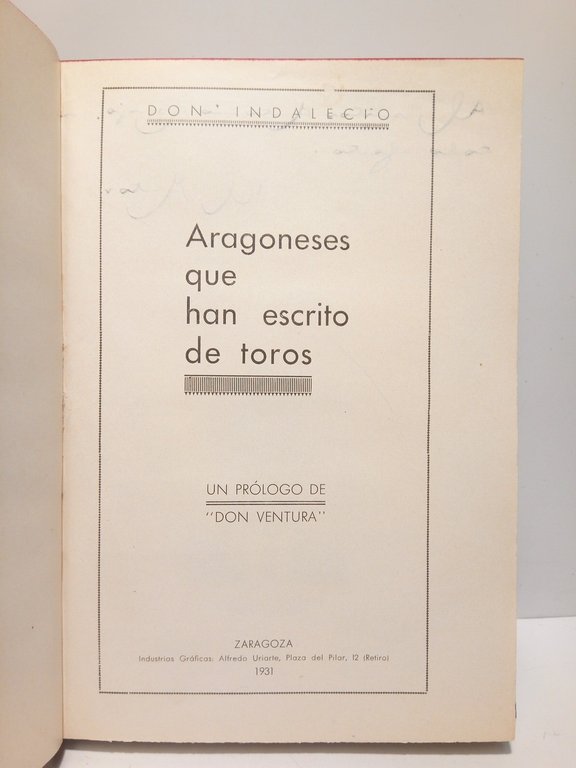 DON INDALECIO
Aragoneses
que
han escrito
de toros
UN PRÓLOGO DE
"DON VENTURA"
ZARAGOZA
Industrias Gráficas: Alfredo Uriarte, Plaza del Pilar, 12 (Retiro)
1931